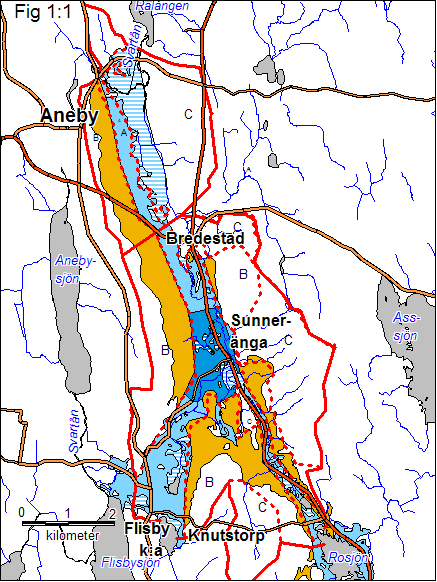 Fig 1:1
Ralången
Svartån
Aneby
C
B
A
A
Bredestad
C
Aneby-
sjön
B
B
Sunner-
änga
C
Ass-
sjön
Svartån
C
B
C
0 1 2
kilometer
Flisby
k:a
Knutstorp
Flisbysjön
Rosjön